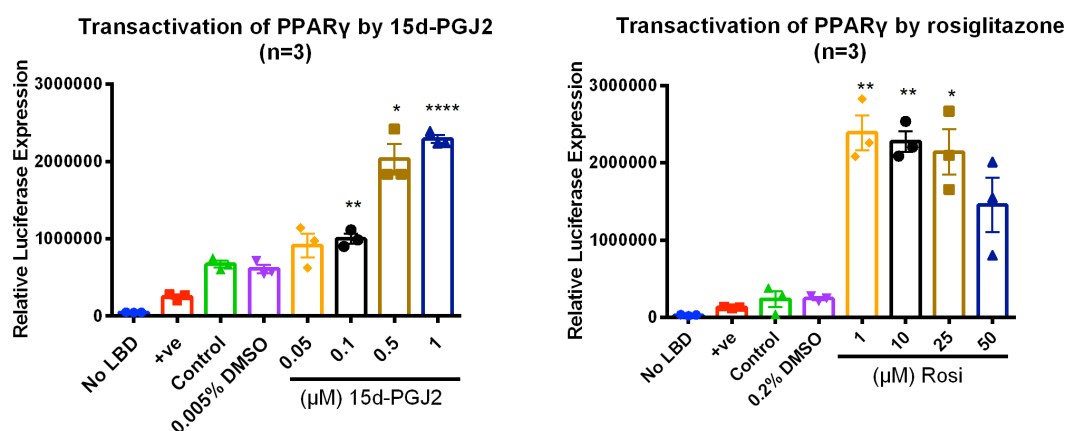 Transactivation of PPARγ by 15d-PGJ2
(n=3)
Relative Luciferase Expression
3000000
2000000
1000000
0
*
****
**
No LBD
+ve
Control
0.005% DMSO
0.05
0.1
0.5
1
(μM) 15d-PGJ2
Transactivation of PPARγ by rosiglitazone
(n=3)
Relative Luciferase Expression
3000000
2000000
1000000
0
**
**
*
No LBD
+ve
Control
0.2% DMSO
1
10
25
50
(μM) Rosi